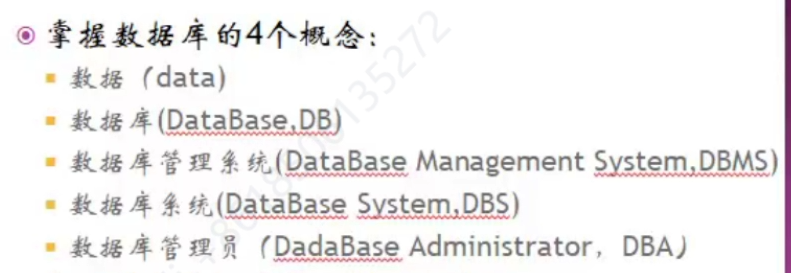 掌握数据库的4个概念:
数据（data)
数据库(DataBase,DB)
数据库管理系统(DataBase Management System,DBMS)
数据库系统(DataBase System,DBS)
数据库管理员（DadaBase Administrator，DBA）